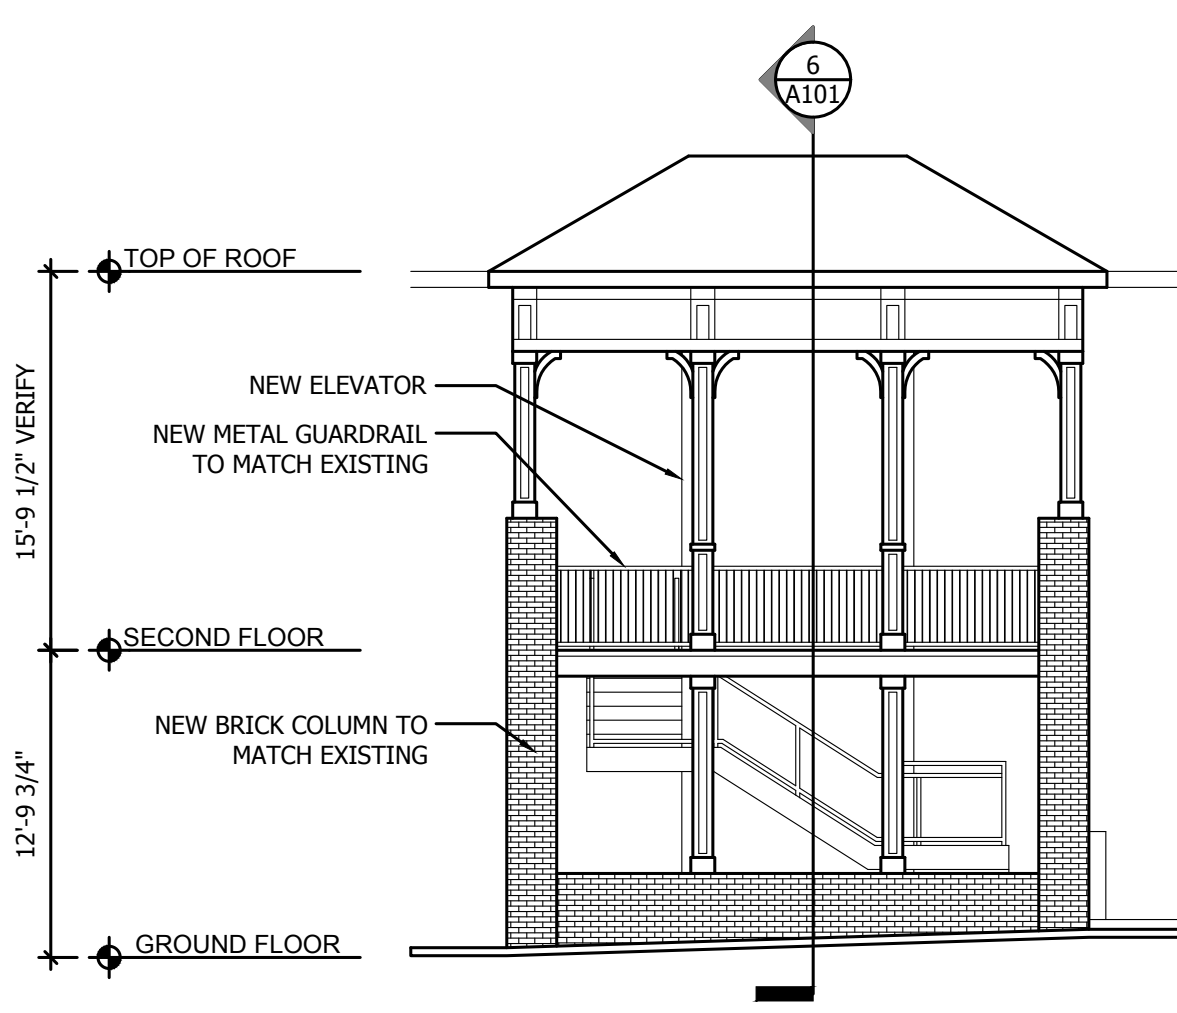 6
A101
TOP OF ROOF
15'-9 1/2" VERIFY
NEW ELEVATOR
NEW METAL GUARDRAIL
TO MATCH EXISTING
SECOND FLOOR
NEW BRICK COLUMN TO
MATCH EXISTING
12'-9 3/4"
GROUND FLOOR